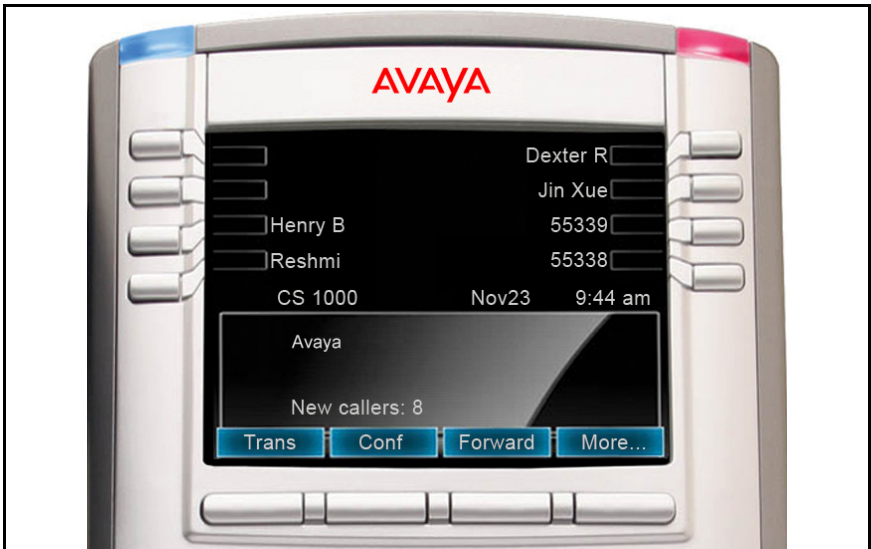 AVAYA
Dexter R
Jin Xue
Henry B 55339
Reshmi 55338
CS 1000 Nov23 9:44 am
Avaya
New callers: 8
Trans Conf Forward More...